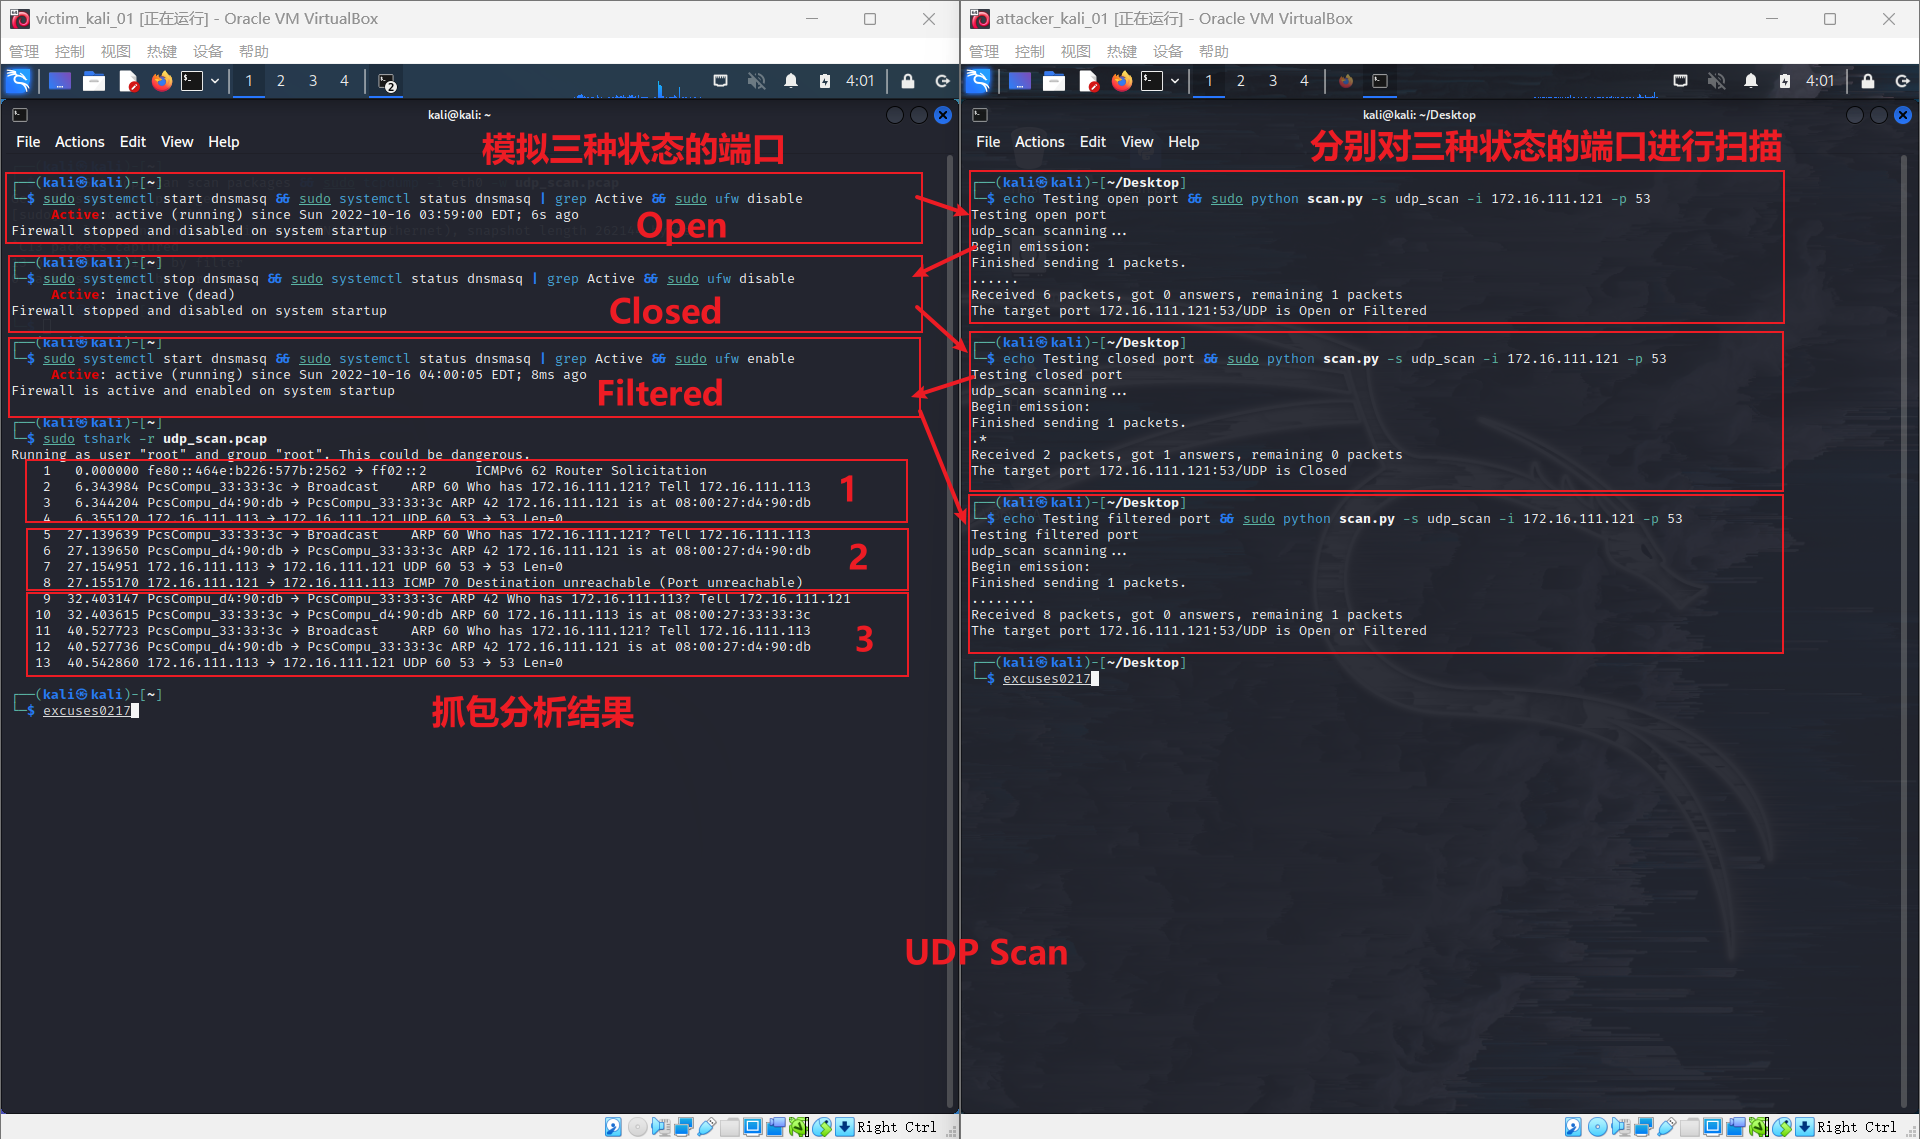 victim_kali_01 [正在运行] - Oracle VM VirtualBox
管理 控制 视图 热键 设备 帮助
1 2 3 4 2 4:01
kali@kali: ~
File Actions Edit View Help
模拟三种状态的端口
┌──(kali㉿kali)-[~]
└─$ sudo systemctl start dnsmasq && sudo systemctl status dnsmasq | grep Active && sudo ufw disable
Active: active (running) since Sun 2022-10-16 03:59:00 EDT; 6s ago
Firewall stopped and disabled on system startup
Open
┌──(kali㉿kali)-[~]
└─$ sudo systemctl stop dnsmasq && sudo systemctl status dnsmasq | grep Active && sudo ufw disable
Active: inactive (dead)
Firewall stopped and disabled on system startup
Closed
┌──(kali㉿kali)-[~]
└─$ sudo systemctl start dnsmasq && sudo systemctl status dnsmasq | grep Active && sudo ufw enable
Active: active (running) since Sun 2022-10-16 04:00:05 EDT; 8ms ago
Firewall is active and enabled on system startup
Filtered
┌──(kali㉿kali)-[~]
└─$ sudo tshark -r udp_scan.pcap
Running as user "root" and group "root". This could be dangerous.
1 0.000000 fe80::464e:b226:577b:2562 → ff02::2 ICMPv6 62 Router Solicitation
2 6.343984 PcsCompu_33:33:3c → Broadcast ARP 60 Who has 172.16.111.121? Tell 172.16.111.113
3 6.344204 PcsCompu_d4:90:db → PcsCompu_33:33:3c ARP 42 172.16.111.121 is at 08:00:27:d4:90:db
4 6.355120 172.16.111.113 → 172.16.111.121 UDP 60 53 → 53 Len=0
1
5 27.139639 PcsCompu_33:33:3c → Broadcast ARP 60 Who has 172.16.111.121? Tell 172.16.111.113
6 27.139650 PcsCompu_d4:90:db → PcsCompu_33:33:3c ARP 42 172.16.111.121 is at 08:00:27:d4:90:db
7 27.154951 172.16.111.113 → 172.16.111.121 UDP 60 53 → 53 Len=0
8 27.155170 172.16.111.121 → 172.16.111.113 ICMP 70 Destination unreachable (Port unreachable)
2
9 32.403147 PcsCompu_d4:90:db → PcsCompu_33:33:3c ARP 42 Who has 172.16.111.113? Tell 172.16.111.121
10 32.403615 PcsCompu_33:33:3c → PcsCompu_d4:90:db ARP 60 172.16.111.113 is at 08:00:27:33:33:3c
11 40.527723 PcsCompu_33:33:3c → Broadcast ARP 60 Who has 172.16.111.121? Tell 172.16.111.113
12 40.527736 PcsCompu_d4:90:db → PcsCompu_33:33:3c ARP 42 172.16.111.121 is at 08:00:27:d4:90:db
13 40.542860 172.16.111.113 → 172.16.111.121 UDP 60 53 → 53 Len=0
3
┌──(kali㉿kali)-[~]
└─$ excuses0217
抓包分析结果
Right Ctrl
attacker_kali_01 [正在运行] - Oracle VM VirtualBox
管理 控制 视图 热键 设备 帮助
1 2 3 4 4:01
kali@kali: ~/Desktop
File Actions Edit View Help
分别对三种状态的端口进行扫描
┌──(kali㉿kali)-[~/Desktop]
└─$ echo Testing open port && sudo python scan.py -s udp_scan -i 172.16.111.121 -p 53
Testing open port
udp_scan scanning...
Begin emission:
Finished sending 1 packets.
......
Received 6 packets, got 0 answers, remaining 1 packets
The target port 172.16.111.121:53/UDP is Open or Filtered
┌──(kali㉿kali)-[~/Desktop]
└─$ echo Testing closed port && sudo python scan.py -s udp_scan -i 172.16.111.121 -p 53
Testing closed port
udp_scan scanning...
Begin emission:
Finished sending 1 packets.
.*
Received 2 packets, got 1 answers, remaining 0 packets
The target port 172.16.111.121:53/UDP is Closed
┌──(kali㉿kali)-[~/Desktop]
└─$ echo Testing filtered port && sudo python scan.py -s udp_scan -i 172.16.111.121 -p 53
Testing filtered port
udp_scan scanning...
Begin emission:
Finished sending 1 packets.
........
Received 8 packets, got 0 answers, remaining 1 packets
The target port 172.16.111.121:53/UDP is Open or Filtered
┌──(kali㉿kali)-[~/Desktop]
└─$ excuses0217
UDP Scan
Right Ctrl